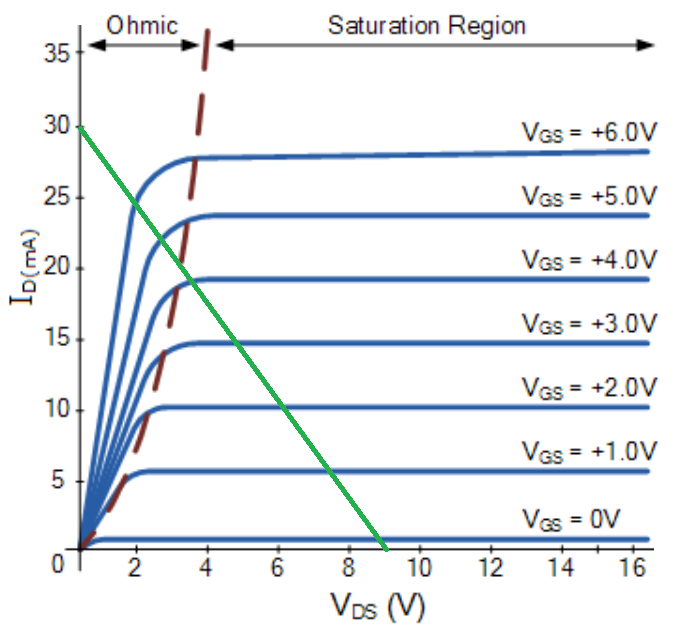 Ohmic
Saturation Region
35
30
25
20
15
10
5
0
I_D(mA)
V_GS = +6.0V
V_GS = +5.0V
V_GS = +4.0V
V_GS = +3.0V
V_GS = +2.0V
V_GS = +1.0V
V_GS = 0V
2 4 6 8 10 12 14 16
V_DS (V)